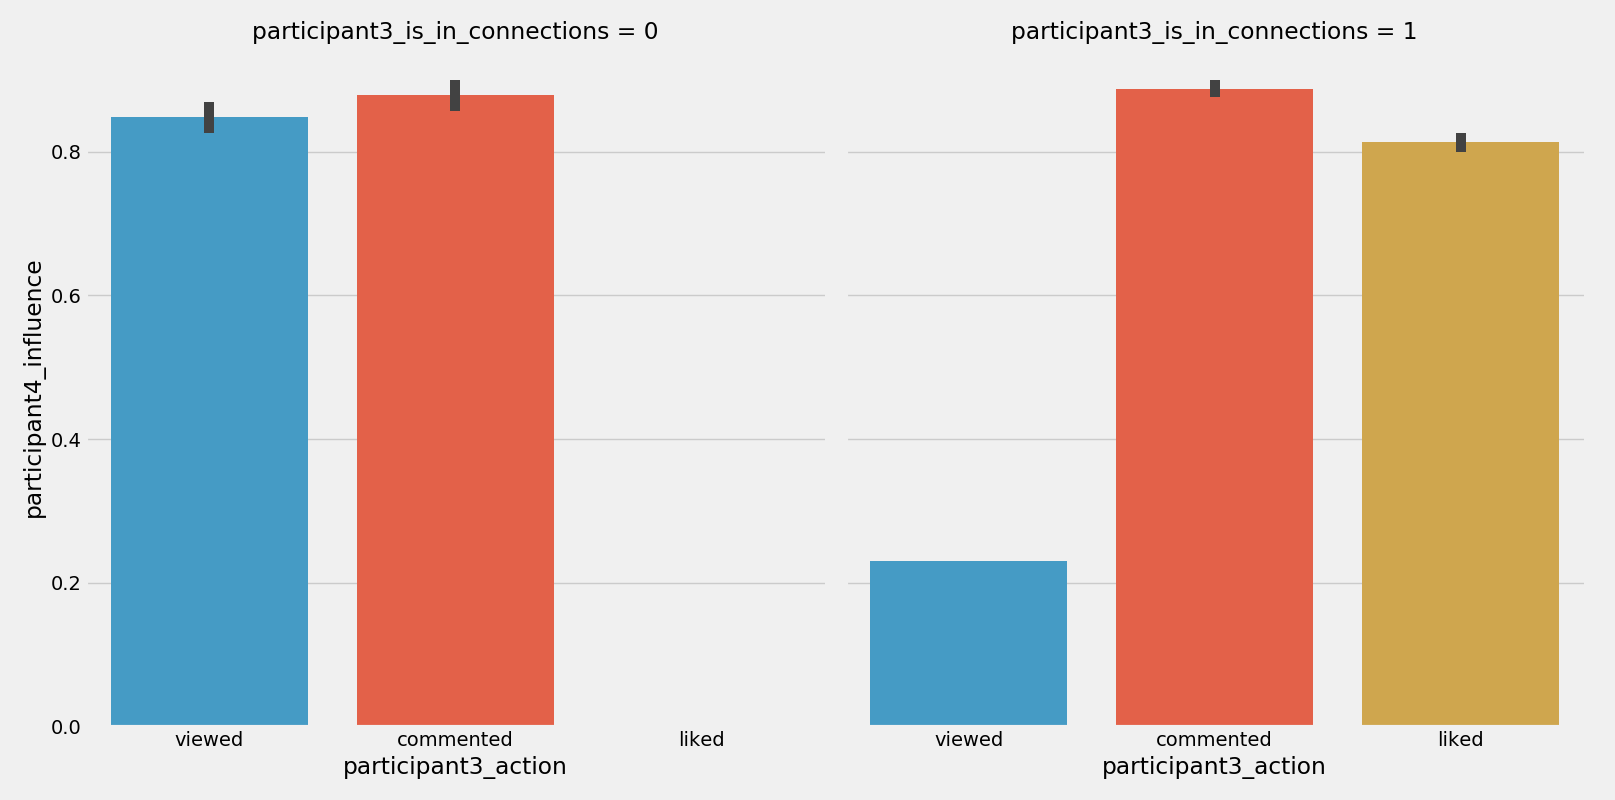 participant3_is_in_connections = 0
participant3_is_in_connections = 1
participant4_influence
0.8
0.6
0.4
0.2
0.0
viewed
commented
liked
viewed
commented
liked
participant3_action
participant3_action